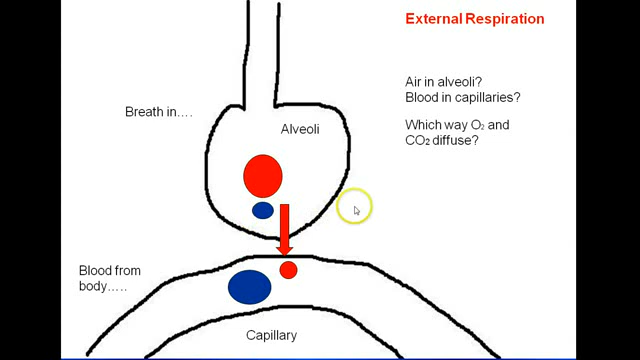 External Respiration
Air in alveoli?
Blood in capillaries?
Which way O₂ and
CO₂ diffuse?
Breath in….
Alveoli
Blood from
body…..
Capillary